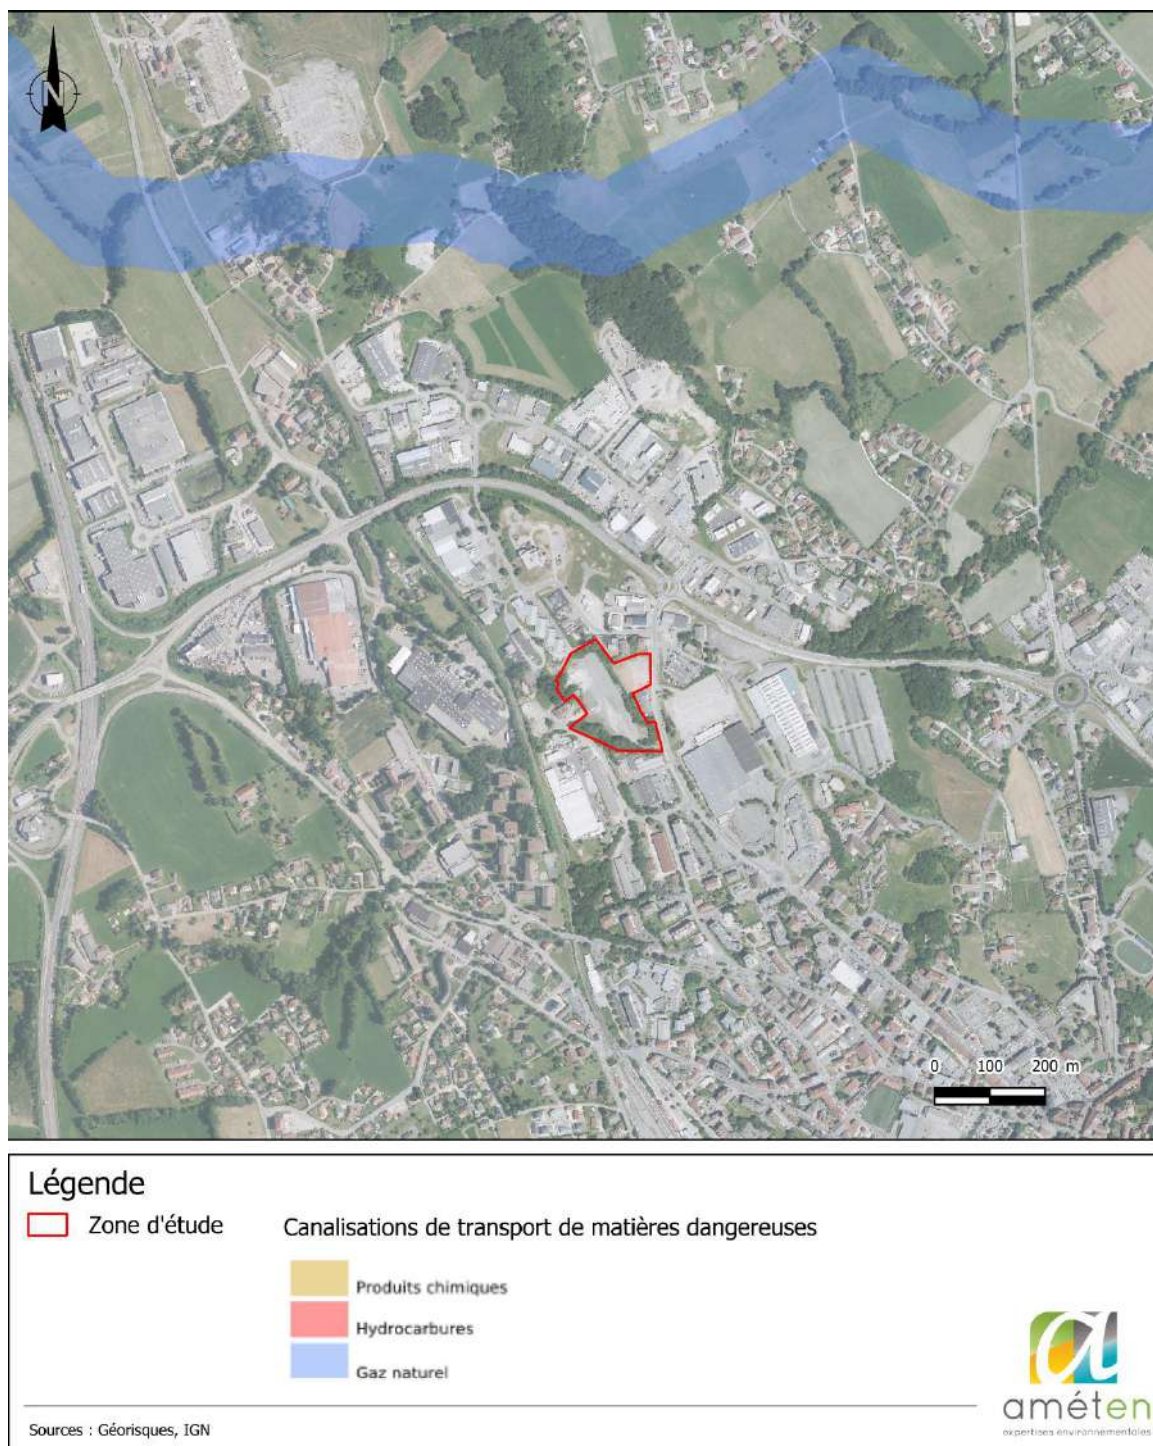 N
0 100 200 m
Légende
Zone d'étude
Canalisations de transport de matières dangereuses
Produits chimiques
Hydrocarbures
Gaz naturel
Sources : Géorisques, IGN
a
améten
expertises environnementales